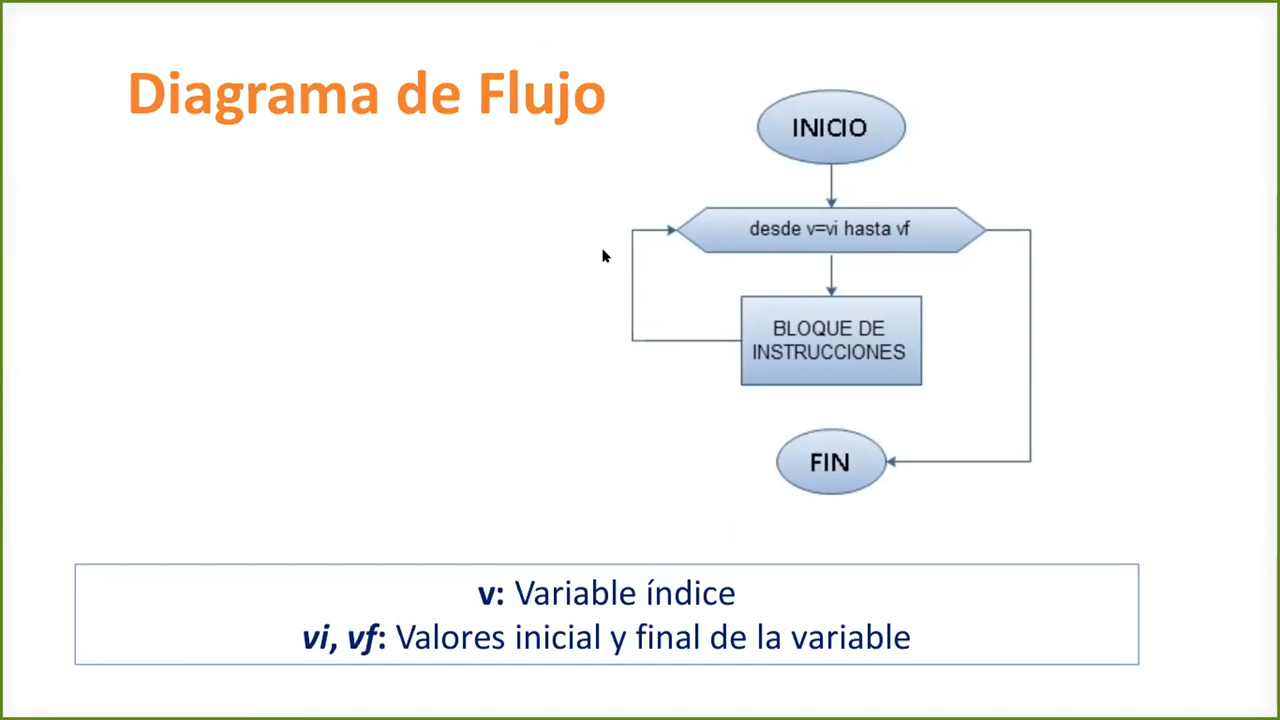 Diagrama de Flujo
INICIO
desde v=vi hasta vf
BLOQUE DE
INSTRUCCIONES
FIN
v: Variable índice
vi, vf: Valores inicial y final de la variable